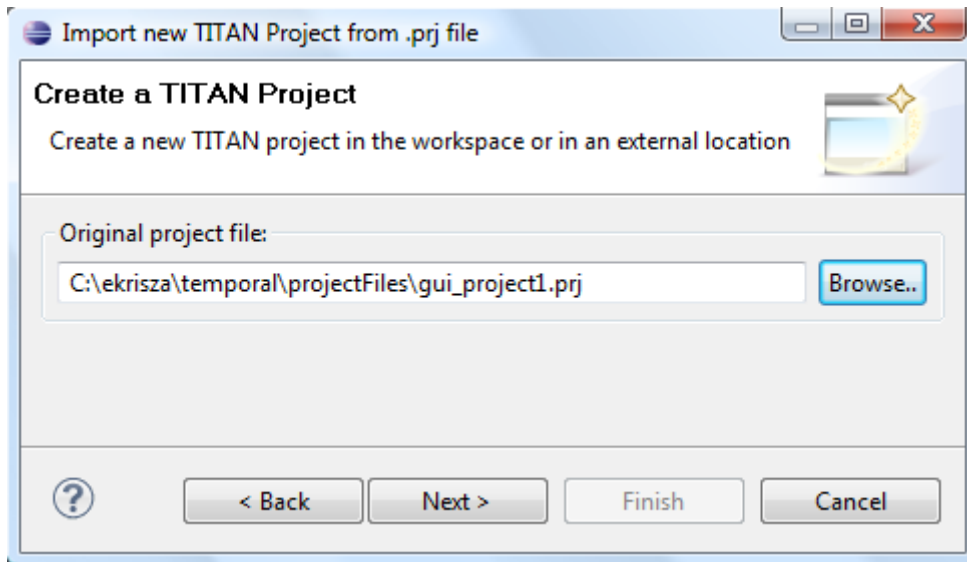 Import new TITAN Project from .prj file
Create a TITAN Project
Create a new TITAN project in the workspace or in an external location
Original project file:
C:\ekrisza\temporal\projectFiles\gui_project1.prj
Browse..
?
< Back
Next >
Finish
Cancel